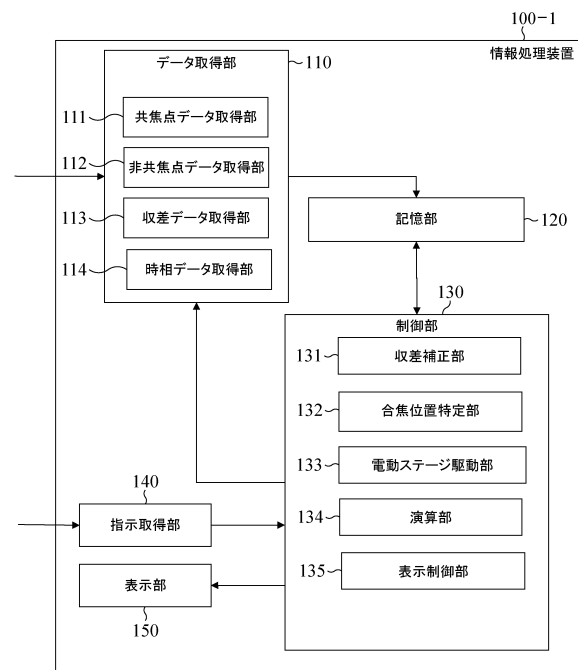 100-1
情報処理装置
データ取得部
110
111
共焦点データ取得部
112
非共焦点データ取得部
113
収差データ取得部
114
時相データ取得部
記憶部
120
130
制御部
131
収差補正部
132
合焦位置特定部
133
電動ステージ駆動部
134
演算部
135
表示制御部
140
指示取得部
表示部
150